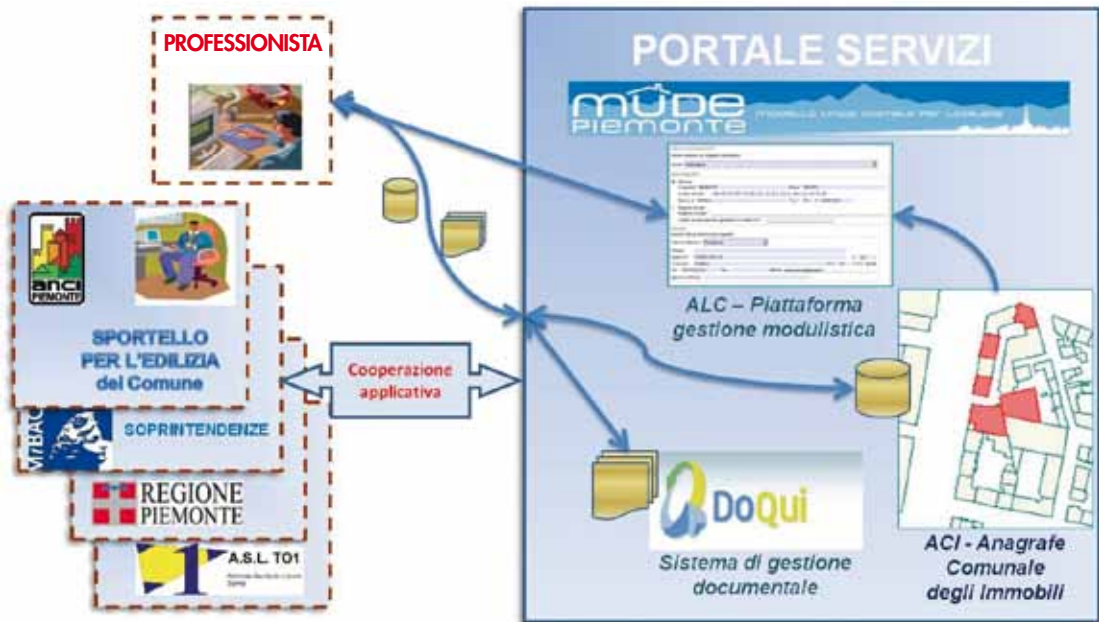 PROFESSIONISTA
PORTALE SERVIZI
MUDE
PIEMONTE
ALC – Piattaforma
gestione modulistica
anci
PIEMONTE
SPORTELLO
PER L'EDILIZIA
del Comune
Cooperazione
applicativa
MiBAC
SOPRINTENDENZE
REGIONE
PIEMONTE
A.S.L. TO1
DoQui
Sistema di gestione
documentale
ACI - Anagrafe
Comunale
degli Immobili